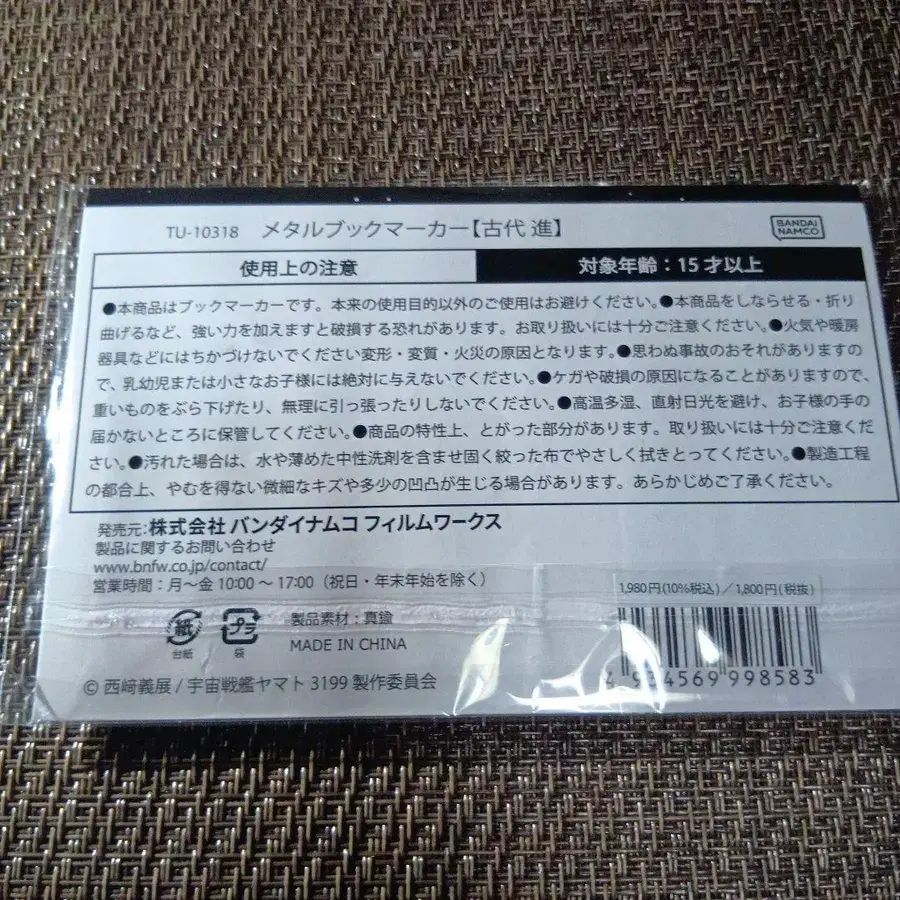 TU-10318 メタルブックマーカー【古代 進】
BANDAI
NAMCO
使用上の注意
対象年齢：15才以上
●本商品はブックマーカーです。本来の使用目的以外のご使用はお避けください。●本商品をしならせる・折り
曲げるなど、強い力を加えますと破損する恐れがあります。お取り扱いには十分ご注意ください。●火気や暖房
器具などにはちかづけないでください変形・変質・火災の原因となります。●思わぬ事故のおそれがありますの
で、乳幼児または小さなお子様には絶対に与えないでください。●ケガや破損の原因になることがありますので、
重いものをぶら下げたり、無理に引っ張ったりしないでください。●高温多湿、直射日光を避け、お子様の手の
届かないところに保管してください。●商品の特性上、とがった部分があります。取り扱いには十分ご注意くだ
さい。●汚れた場合は、水や薄めた中性洗剤を含ませ固く絞った布でやさしく拭きとってください。●製造工程
の都合上、やむを得ない微細なキズや多少の凹凸が生じる場合があります。あらかじめご了承ください。
発売元：株式会社 バンダイナムコ フィルムワークス
製品に関するお問い合わせ
www.bnfw.co.jp/contact/
営業時間：月～金 10:00～17:00（祝日・年末年始を除く）
1,980円(10%税込)／1,800円(税抜)
紙
台紙
プラ
袋
製品素材：真鍮
MADE IN CHINA
4 934569 998583
© 西﨑義展/宇宙戦艦ヤマト 3199 製作委員会